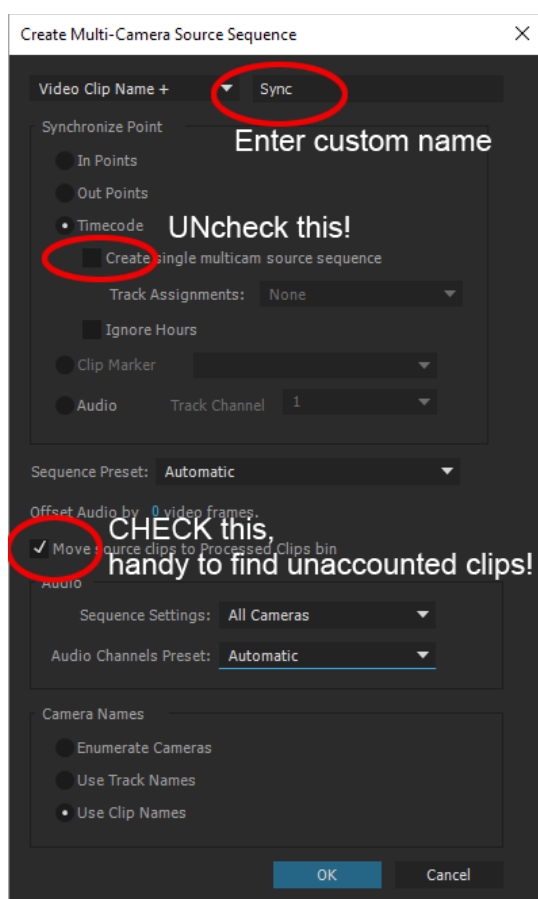 Create Multi-Camera Source Sequence
Video Clip Name + Sync
Enter custom name
Synchronize Point
In Points
Out Points
Timecode
UNcheck this!
Create single multicam source sequence
Track Assignments: None
Ignore Hours
Clip Marker
Audio Track Channel 1
Sequence Preset: Automatic
Offset Audio by 0 video frames.
CHECK this,
Move source clips to Processed Clips bin
handy to find unaccounted clips!
Audio
Sequence Settings: All Cameras
Audio Channels Preset: Automatic
Camera Names
Enumerate Cameras
Use Track Names
Use Clip Names
OK Cancel